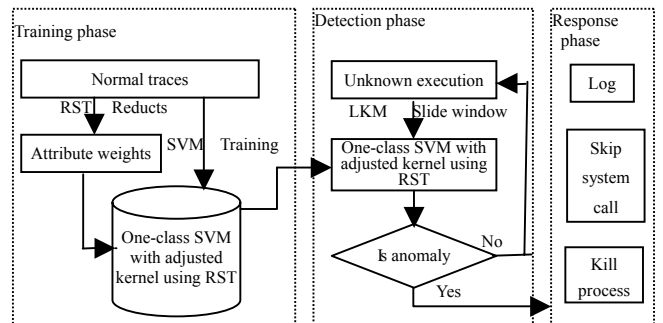 Training phase
Normal traces
RST Reducts
Attribute weights
SVM Training
One-class SVM
with adjusted
kernel using RST
Detection phase
Unknown execution
LKM Slide window
One-class SVM with
adjusted kernel using
RST
Is anomaly
No
Yes
Response
phase
Log
Skip
system
call
Kill
process